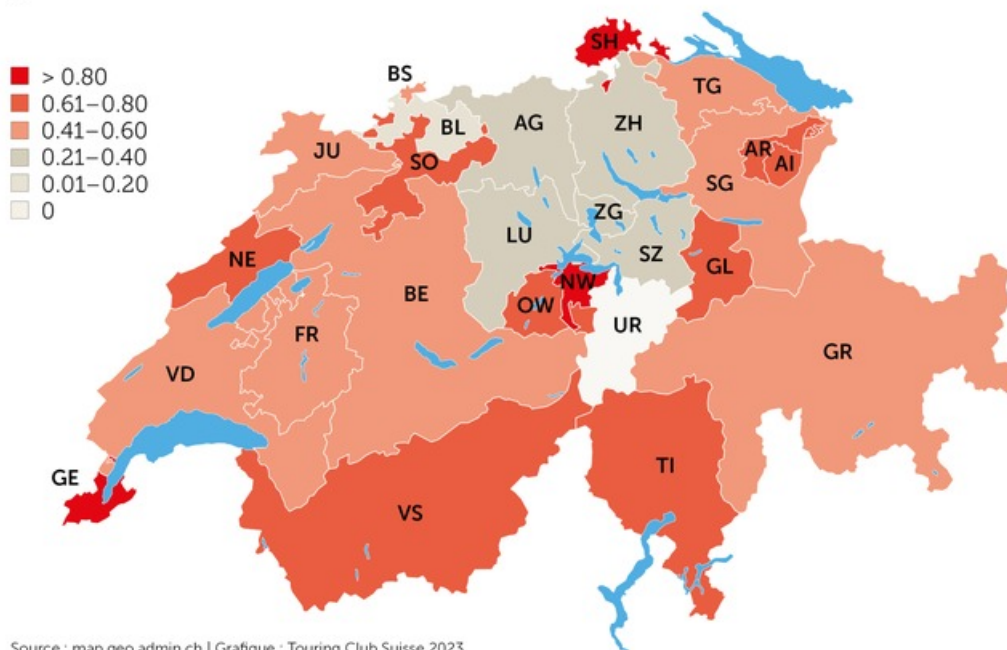 > 0.80
0.61–0.80
0.41–0.60
0.21–0.40
0.01–0.20
0
SH
BS
TG
BL
AG
ZH
JU
SO
AR
AI
SG
ZG
LU
SZ
NE
GL
NW
BE
OW
UR
FR
GR
VD
TI
GE
VS
Source : map.geo.admin.ch | Grafique : Touring Club Suisse 2023